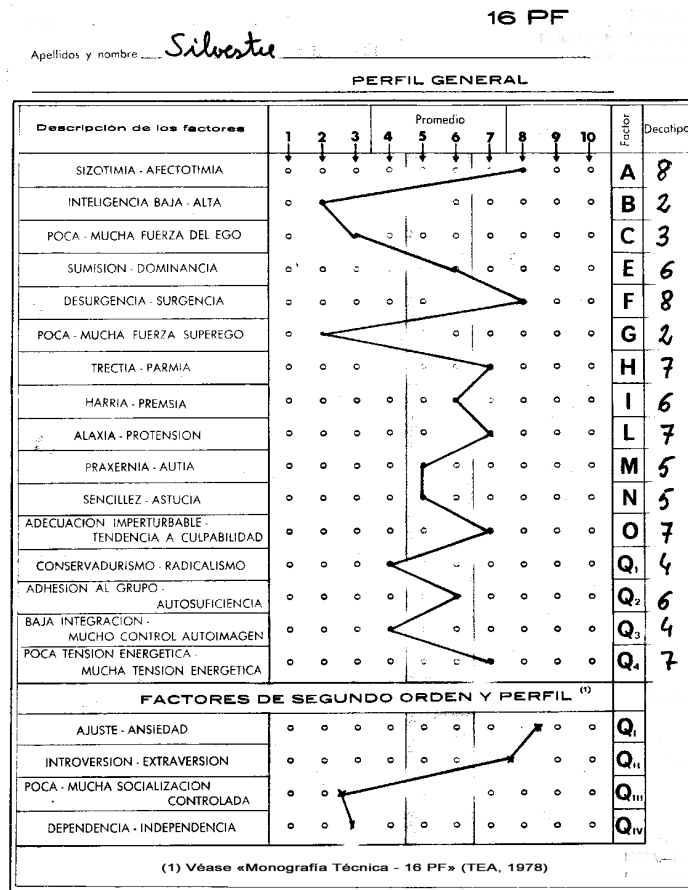 16 PF
Apellidos y nombre Silvestre
PERFIL GENERAL
Descripción de los factores
Promedio
1 2 3 4 5 6 7 8 9 10
Factor
Decatipo
SIZOTIMIA - AFECTOTIMIA A 8
INTELIGENCIA BAJA - ALTA B 2
POCA - MUCHA FUERZA DEL EGO C 3
SUMISION - DOMINANCIA E 6
DESURGENCIA - SURGENCIA F 8
POCA - MUCHA FUERZA SUPEREGO G 2
TRECTIA - PARMIA H 7
HARRIA - PREMSIA I 6
ALAXIA - PROTENSION L 7
PRAXERNIA - AUTIA M 5
SENCILLEZ - ASTUCIA N 5
ADECUACION IMPERTURBABLE -
TENDENCIA A CULPABILIDAD O 7
CONSERVADURISMO - RADICALISMO Q1 4
ADHESION AL GRUPO -
AUTOSUFICIENCIA Q2 6
BAJA INTEGRACION -
MUCHO CONTROL AUTOIMAGEN Q3 4
POCA TENSION ENERGETICA -
MUCHA TENSION ENERGETICA Q4 7
FACTORES DE SEGUNDO ORDEN Y PERFIL (1)
AJUSTE - ANSIEDAD QI
INTROVERSION - EXTRAVERSION QII
POCA - MUCHA SOCIALIZACION
CONTROLADA QIII
DEPENDENCIA - INDEPENDENCIA QIV
(1) Véase «Monografía Técnica - 16 PF» (TEA, 1978)